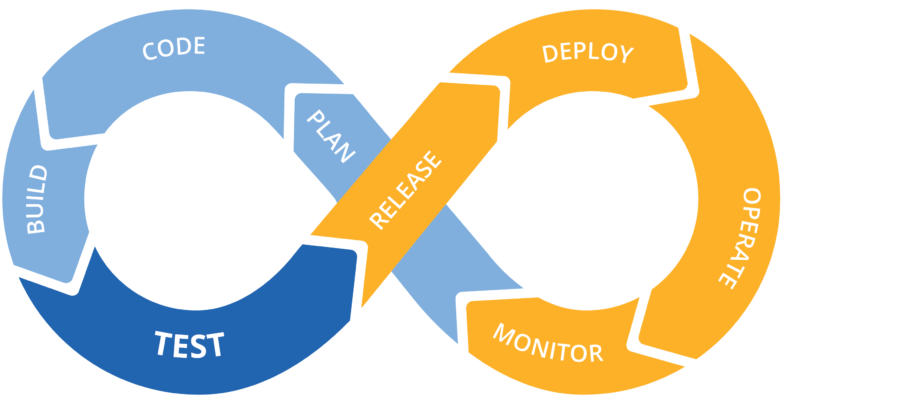 PLAN
CODE
BUILD
TEST
RELEASE
DEPLOY
OPERATE
MONITOR